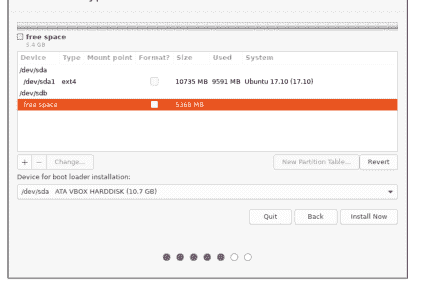 free space
5.4 GB
Device Type Mount point Format? Size Used System
/dev/sda
/dev/sda1 ext4 10735 MB 9591 MB Ubuntu 17.10 (17.10)
/dev/sdb
free space 5368 MB
+ − Change... New Partition Table... Revert
Device for boot loader installation:
/dev/sda ATA VBOX HARDDISK (10.7 GB)
Quit Back Install Now